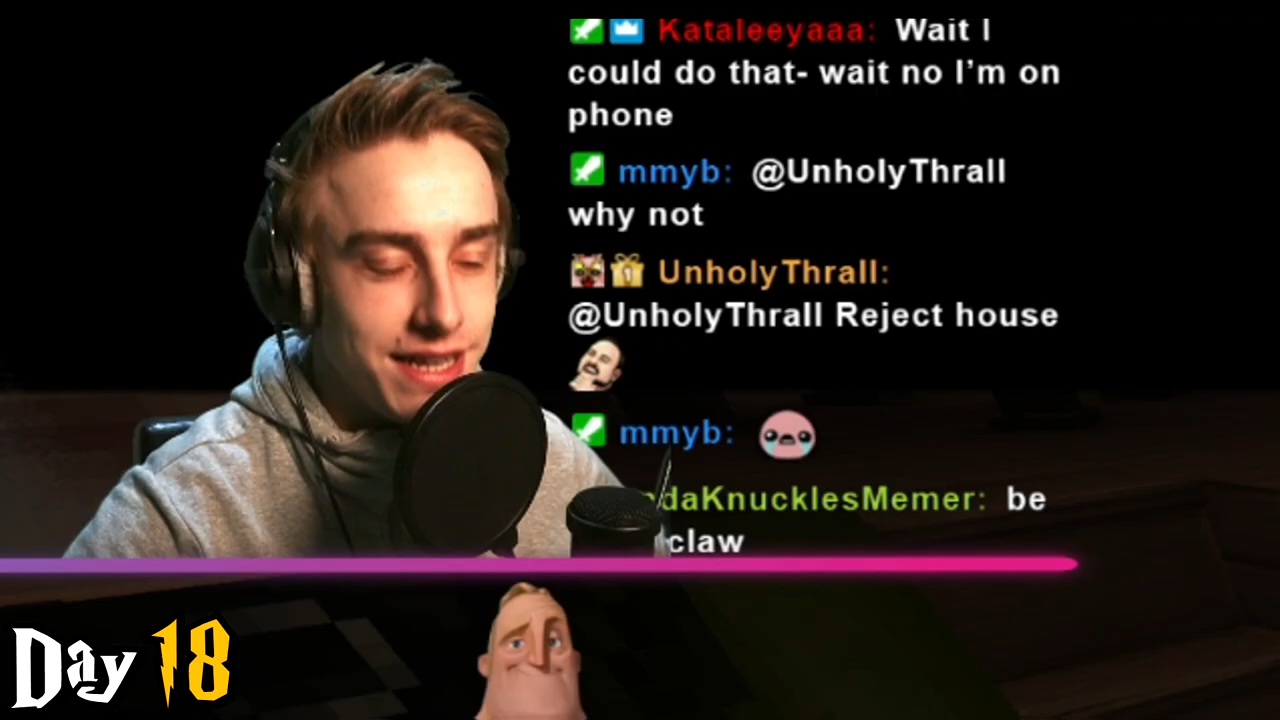 Kataleeyaaa: Wait I
could do that- wait no I’m on
phone
mmyb: @UnholyThrall
why not
UnholyThrall:
@UnholyThrall Reject house
mmyb:
ndaKnucklesMemer: be
claw
Day 18